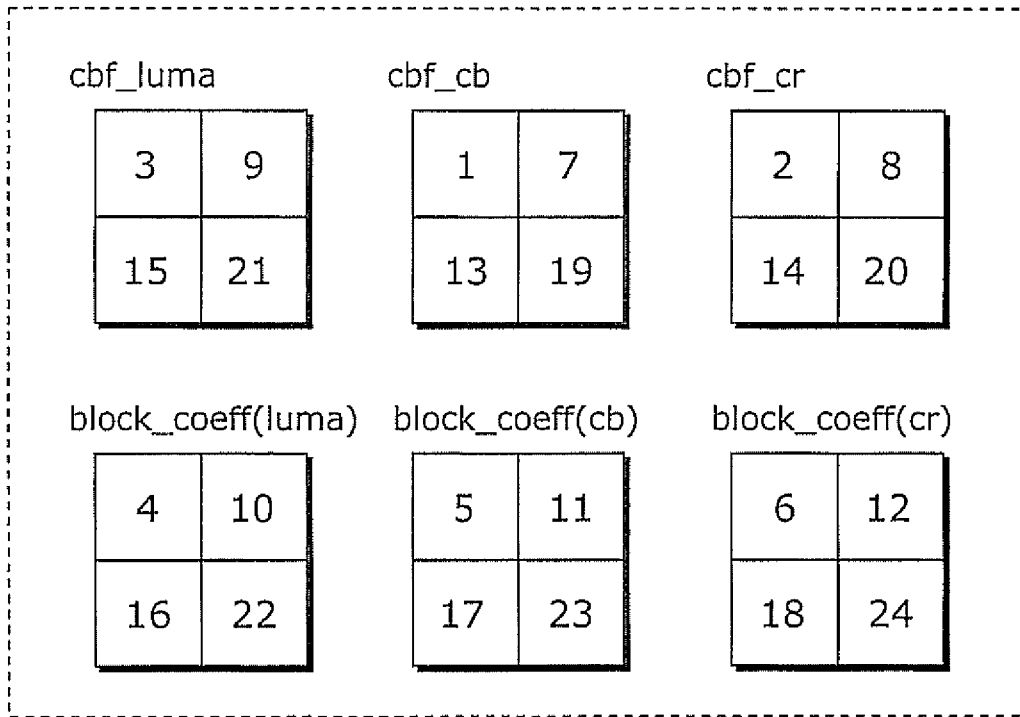 cbf_luma cbf_cb cbf_cr
3 9 1 7 2 8
15 21 13 19 14 20
block_coeff(luma) block_coeff(cb) block_coeff(cr)
4 10 5 11 6 12
16 22 17 23 18 24